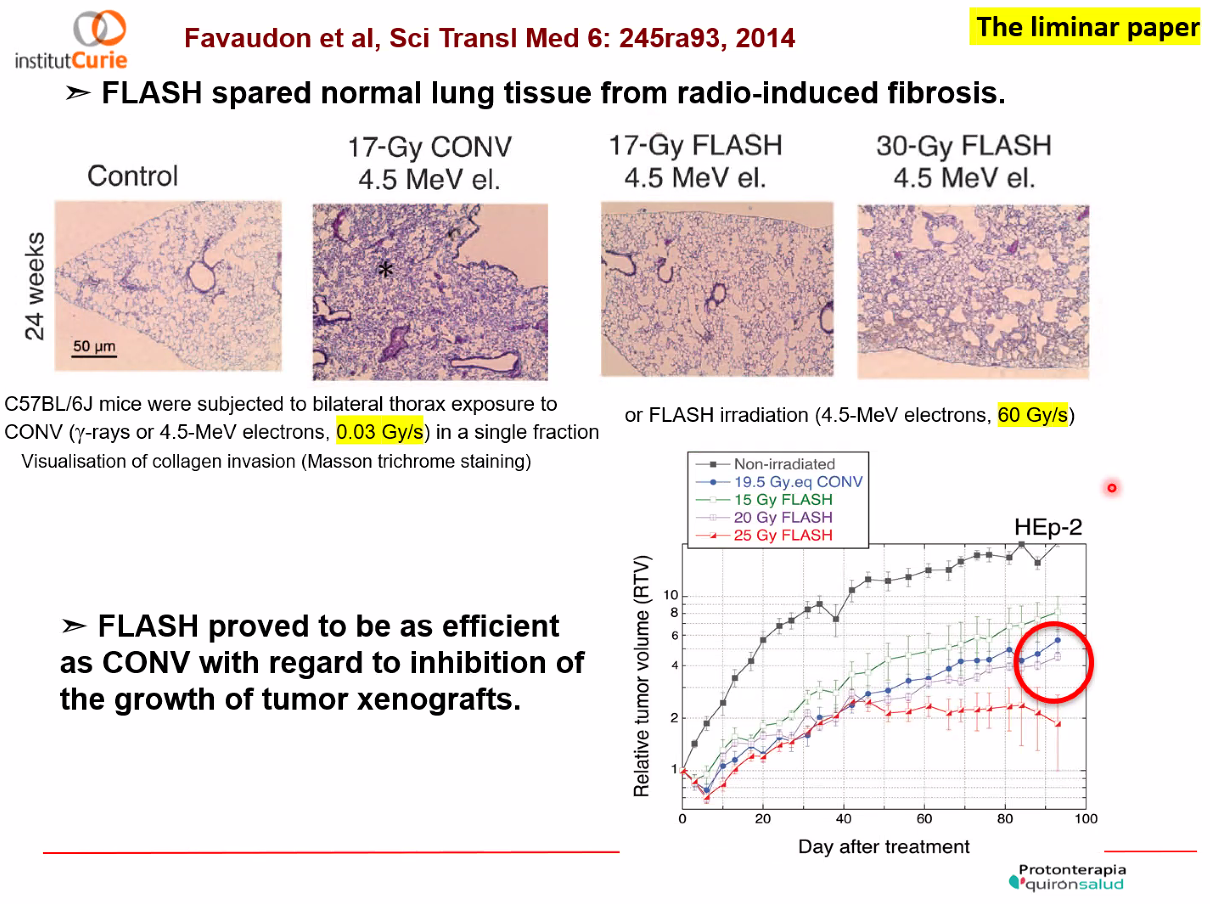 institutCurie
Favaudon et al, Sci Transl Med 6: 245ra93, 2014
The liminar paper
➣ FLASH spared normal lung tissue from radio-induced fibrosis.
Control
17-Gy CONV
4.5 MeV el.
17-Gy FLASH
4.5 MeV el.
30-Gy FLASH
4.5 MeV el.
24 weeks
50 µm
*
C57BL/6J mice were subjected to bilateral thorax exposure to
CONV (γ-rays or 4.5-MeV electrons, 0.03 Gy/s) in a single fraction
Visualisation of collagen invasion (Masson trichrome staining)
or FLASH irradiation (4.5-MeV electrons, 60 Gy/s)
Non-irradiated
19.5 Gy.eq CONV
15 Gy FLASH
20 Gy FLASH
25 Gy FLASH
HEp-2
Relative tumor volume (RTV)
10
8
6
4
2
1
0 20 40 60 80 100
Day after treatment
➣ FLASH proved to be as efficient
as CONV with regard to inhibition of
the growth of tumor xenografts.
Protonterapia
quirónsalud